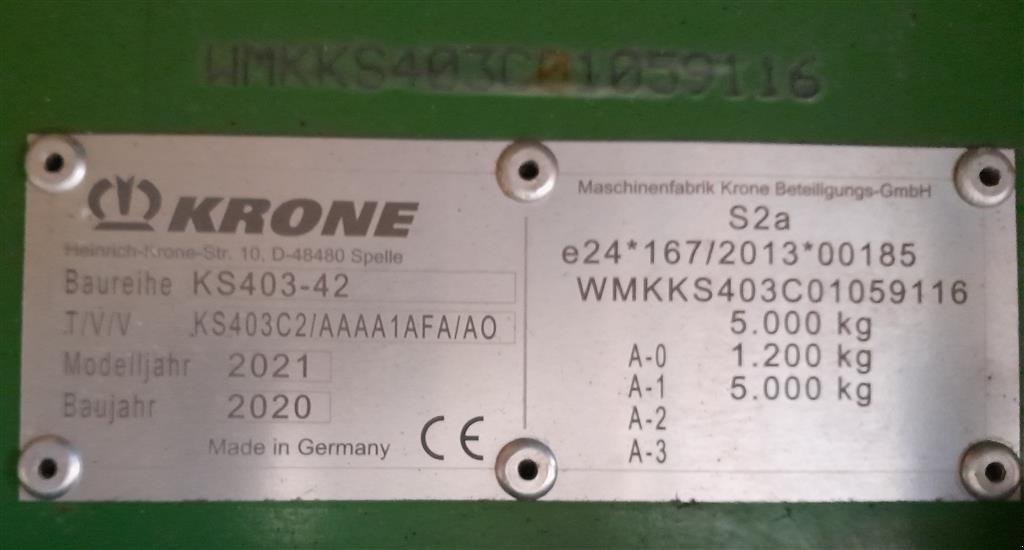 WMKKS403C01059116
KRONE
Heinrich-Krone-Str. 10, D-48480 Spelle
Baureihe KS403-42
T/V/V KS403C2/AAAA1AFA/AO
Modelljahr 2021
Baujahr 2020
Made in Germany CE
Maschinenfabrik Krone Beteiligungs-GmbH
S2a
e24*167/2013*00185
WMKKS403C01059116
5.000 kg
A-0 1.200 kg
A-1 5.000 kg
A-2
A-3